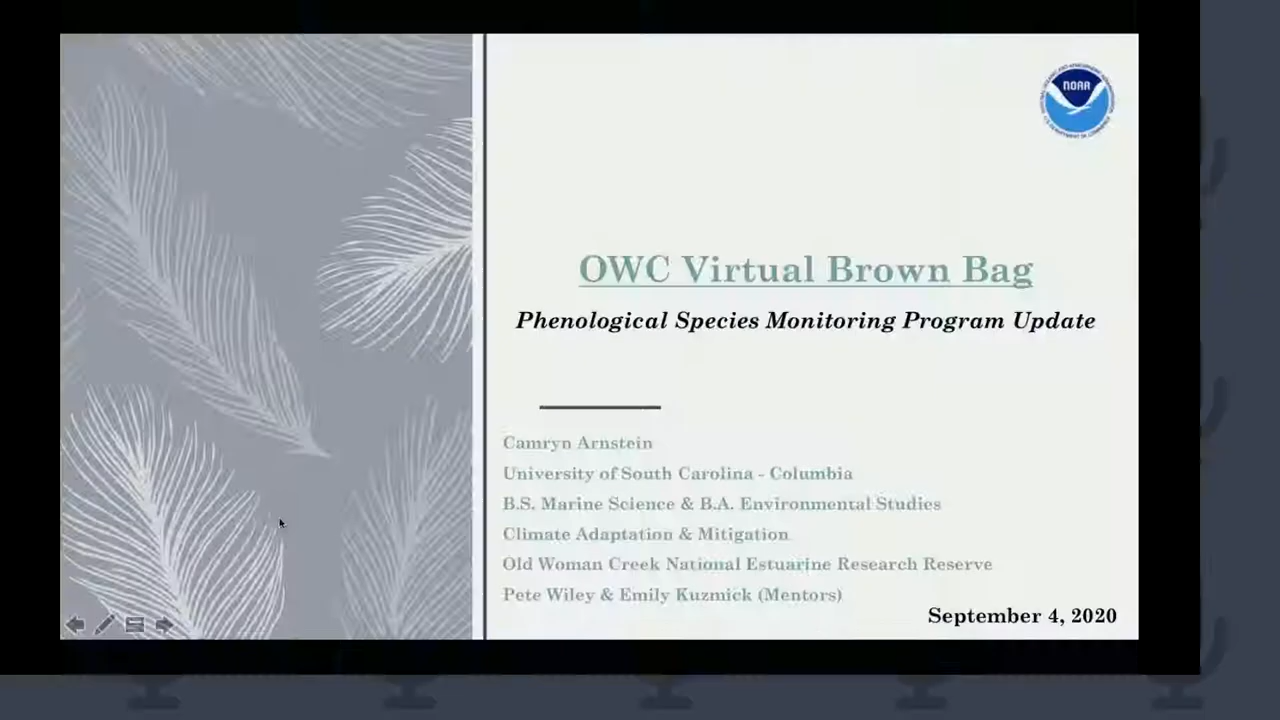 NOAA
OWC Virtual Brown Bag
Phenological Species Monitoring Program Update
Camryn Arnstein
University of South Carolina - Columbia
B.S. Marine Science & B.A. Environmental Studies
Climate Adaptation & Mitigation
Old Woman Creek National Estuarine Research Reserve
Pete Wiley & Emily Kuzmick (Mentors)
September 4, 2020